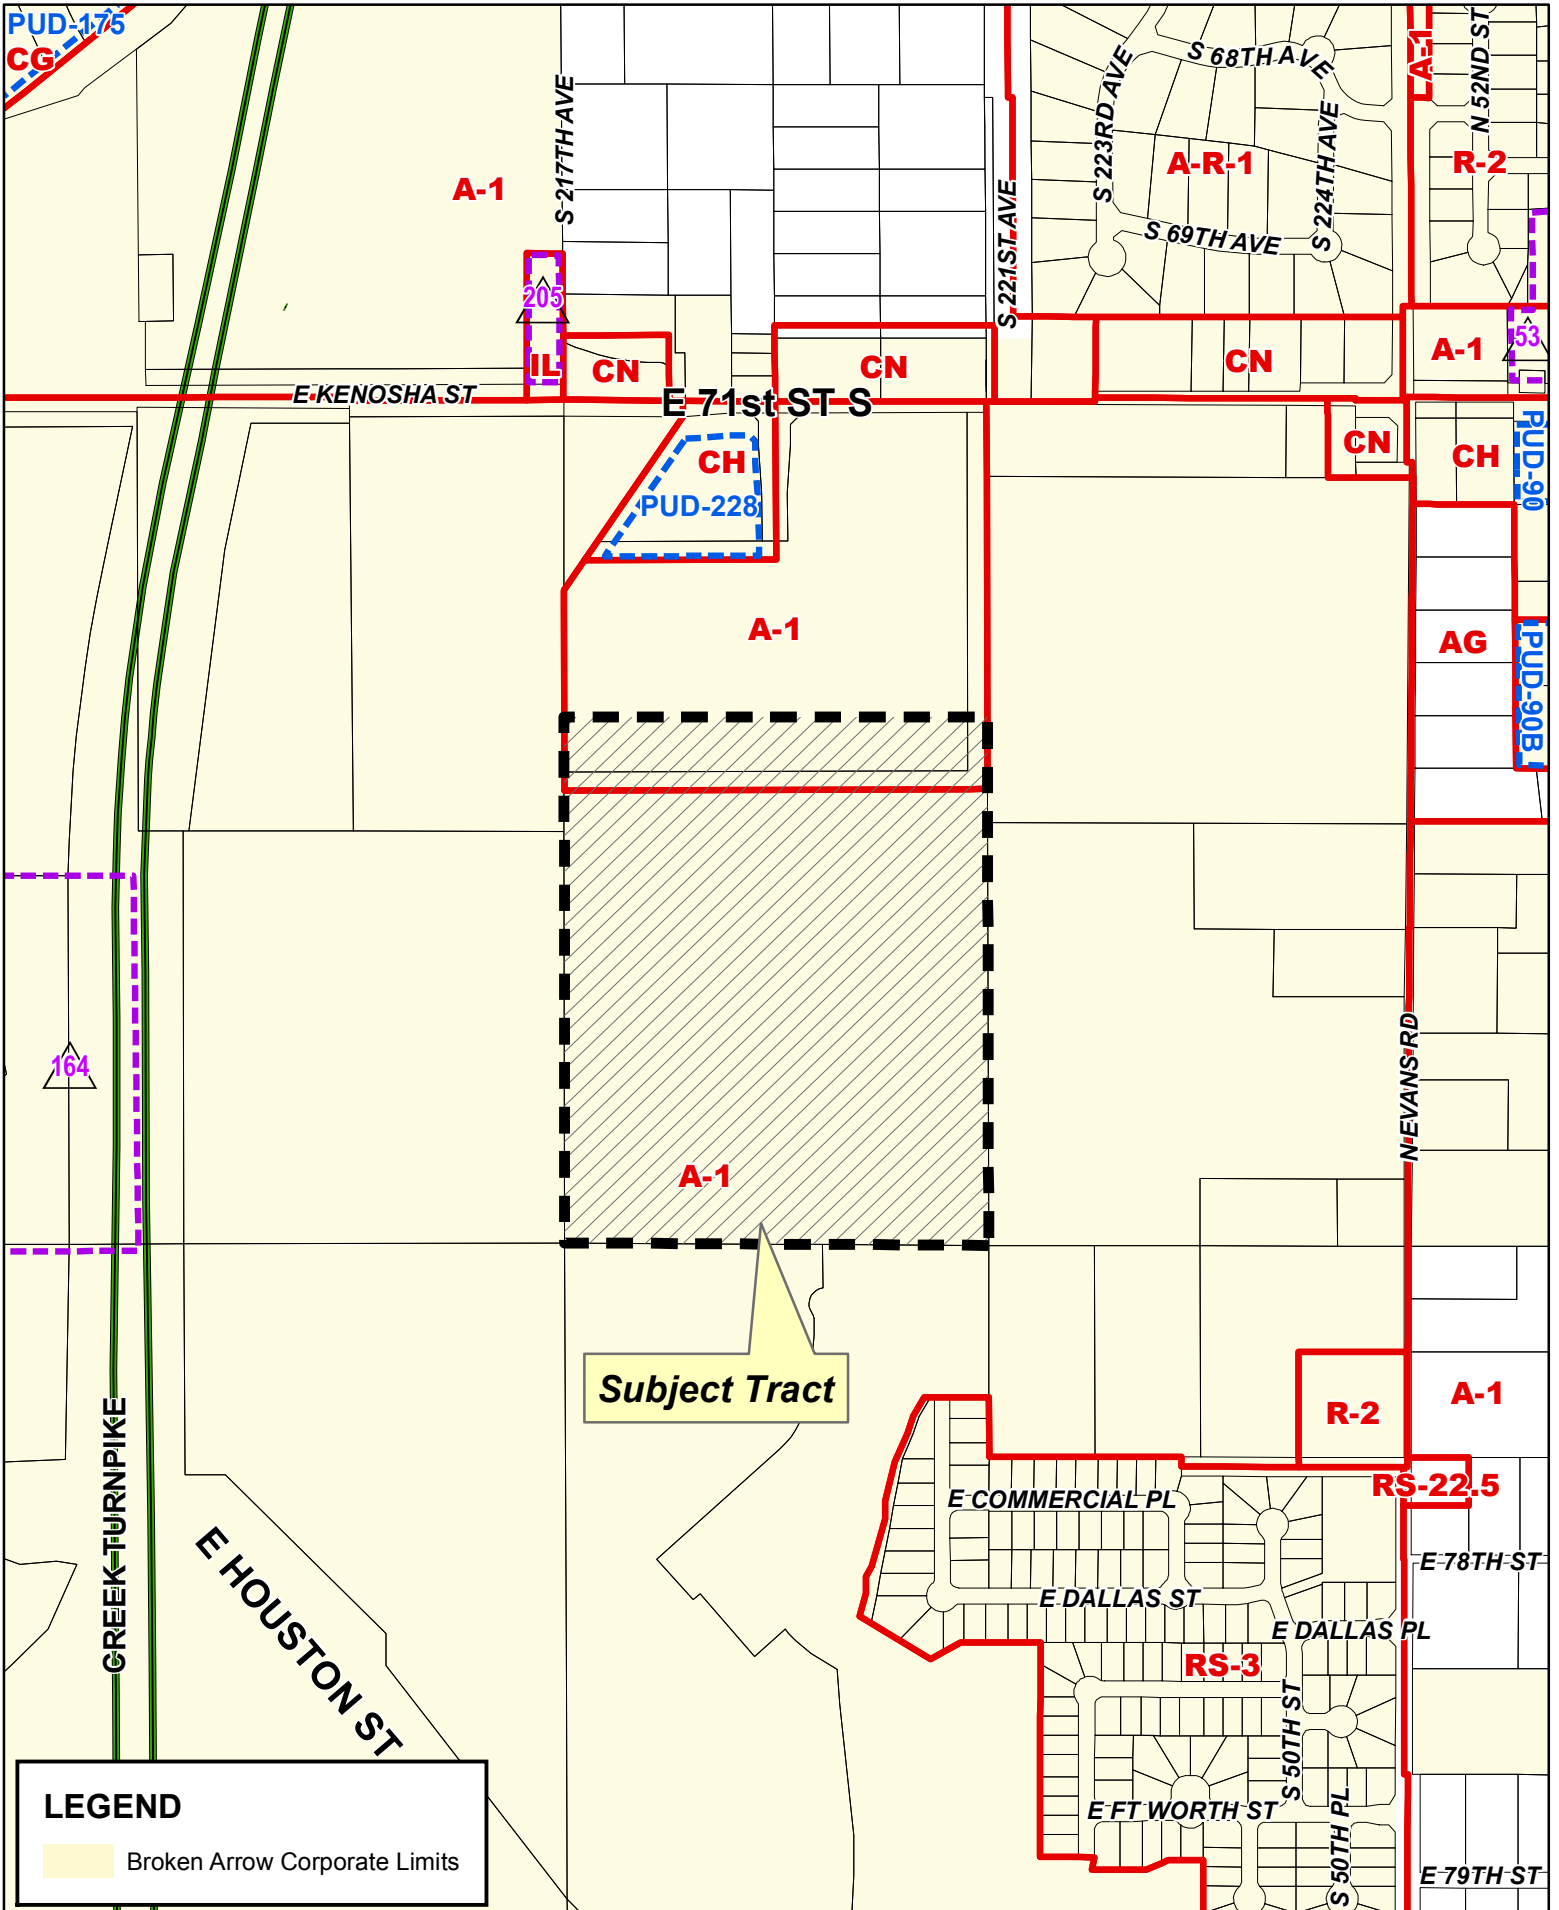 PUD-175
CG
A-1
S 217TH AVE
S 221ST AVE
S 223RD AVE
S 68TH AVE
S 224TH AVE
A-R-1
S 69TH AVE
LA-1
N 52ND ST
R-2
205
IL
CN
CN
CN
A-1
53
E KENOSHA ST
E 71st ST S
CH
PUD-228
CN
CH
PUD-90
A-1
AG
PUD-90B
164
A-1
N EVANS RD
Subject Tract
R-2
A-1
RS-22.5
CREEK TURNPIKE
E HOUSTON ST
E COMMERCIAL PL
E 78TH ST
E DALLAS ST
E DALLAS PL
RS-3
S 50TH ST
E FT WORTH ST
S 50TH PL
E 79TH ST
LEGEND
Broken Arrow Corporate Limits